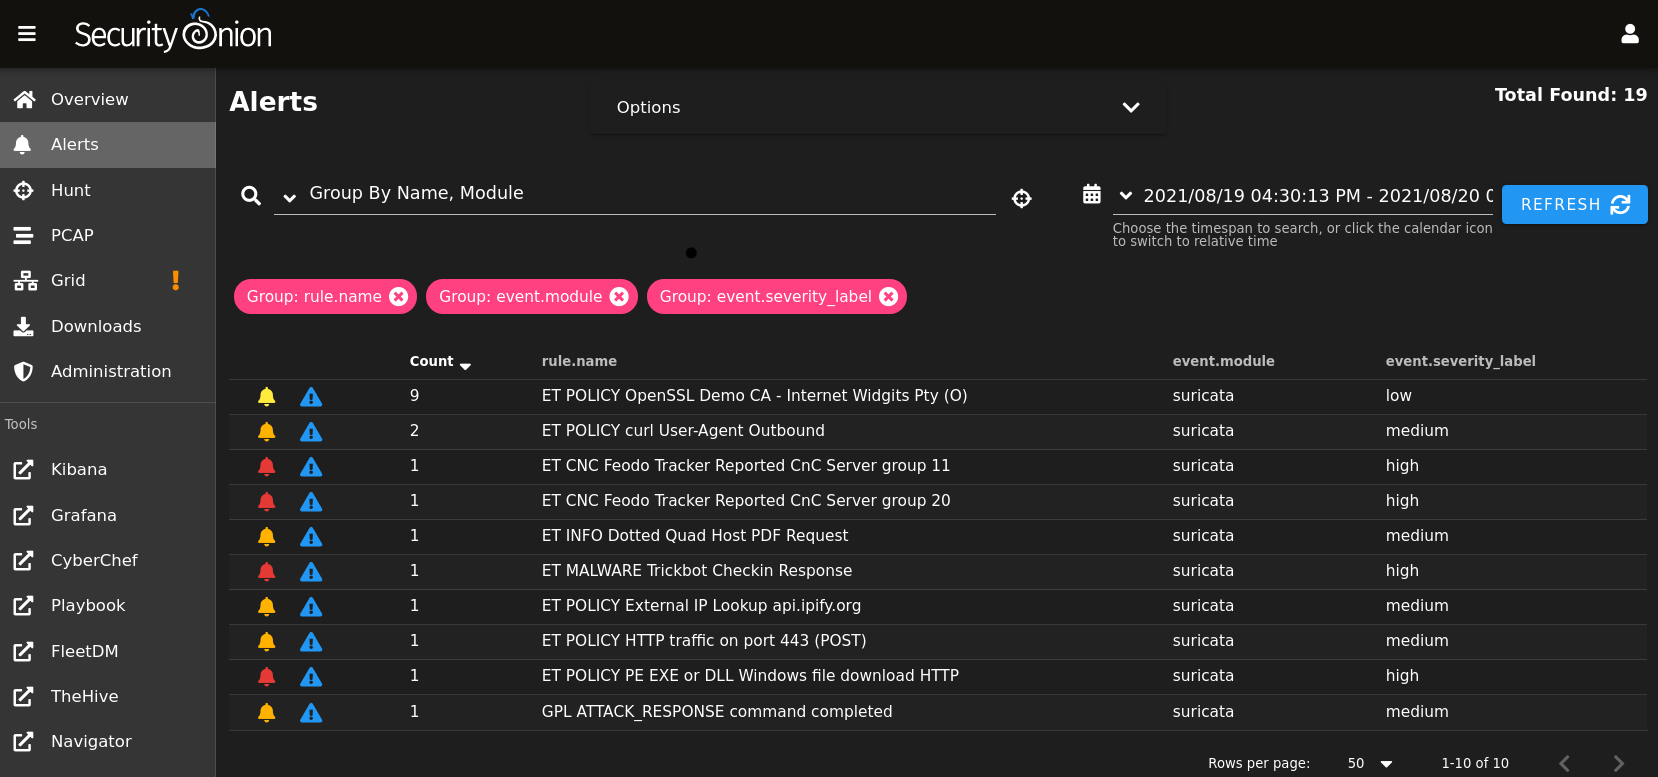 Security Onion
Overview
Alerts
Hunt
PCAP
Grid
Downloads
Administration
Tools
Kibana
Grafana
CyberChef
Playbook
FleetDM
TheHive
Navigator
Alerts
Options
Total Found: 19
Group By Name, Module
2021/08/19 04:30:13 PM - 2021/08/20 0
REFRESH
Choose the timespan to search, or click the calendar icon
to switch to relative time
Group: rule.name Group: event.module Group: event.severity_label
Count rule.name event.module event.severity_label
9 ET POLICY OpenSSL Demo CA - Internet Widgits Pty (O) suricata low
2 ET POLICY curl User-Agent Outbound suricata medium
1 ET CNC Feodo Tracker Reported CnC Server group 11 suricata high
1 ET CNC Feodo Tracker Reported CnC Server group 20 suricata high
1 ET INFO Dotted Quad Host PDF Request suricata medium
1 ET MALWARE Trickbot Checkin Response suricata high
1 ET POLICY External IP Lookup api.ipify.org suricata medium
1 ET POLICY HTTP traffic on port 443 (POST) suricata medium
1 ET POLICY PE EXE or DLL Windows file download HTTP suricata high
1 GPL ATTACK_RESPONSE command completed suricata medium
Rows per page: 50 1-10 of 10